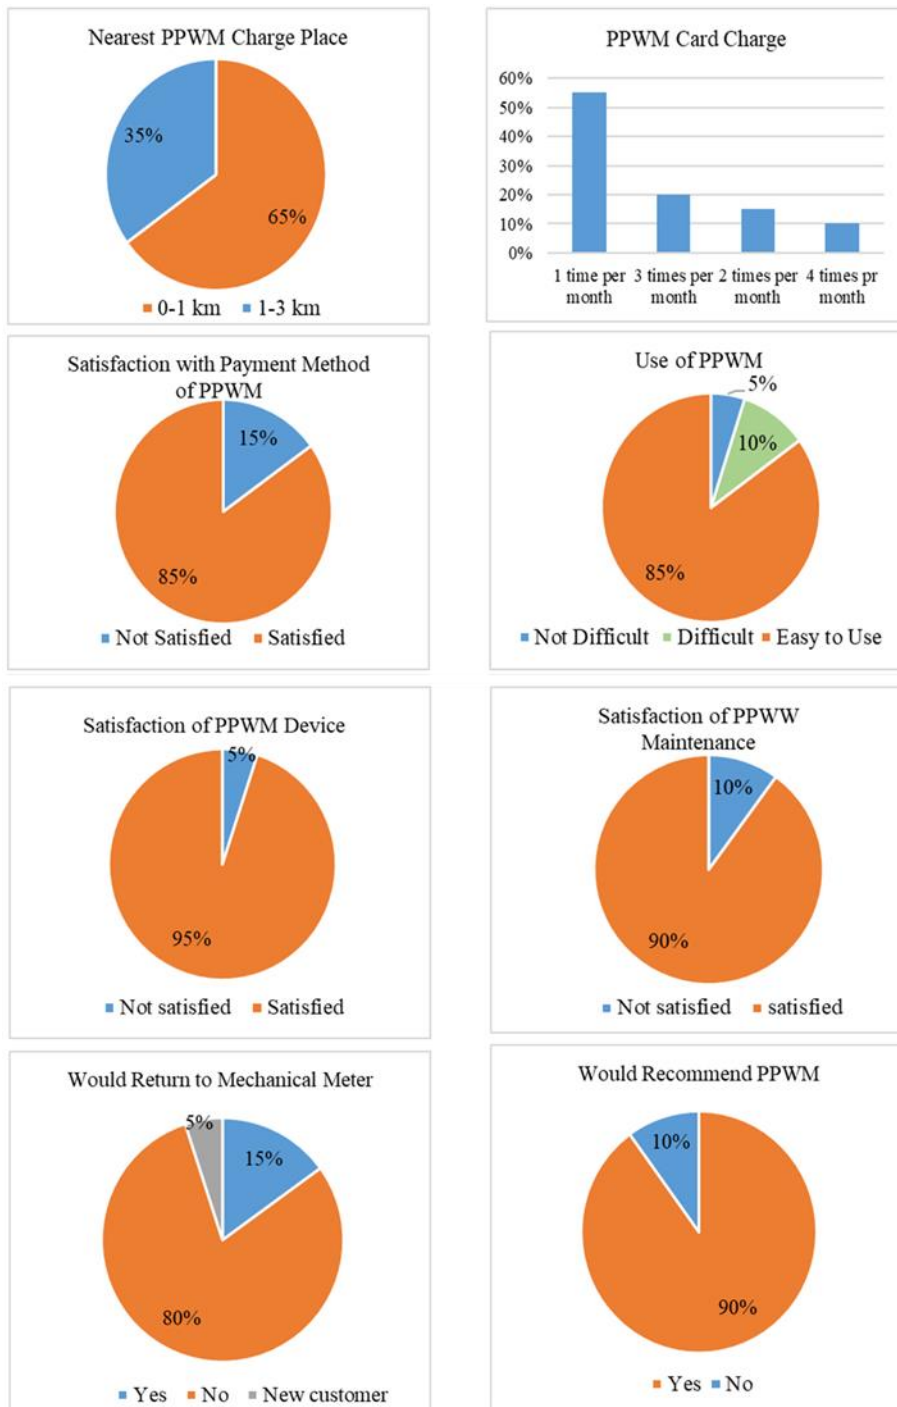 Nearest PPWM Charge Place
35%
65%
0-1 km 1-3 km
PPWM Card Charge
60%
50%
40%
30%
20%
10%
0%
1 time per month
3 times per month
2 times per month
4 times pr month
Satisfaction with Payment Method
of PPWM
15%
85%
Not Satisfied Satisfied
Use of PPWM
5%
10%
85%
Not Difficult Difficult Easy to Use
Satisfaction of PPWM Device
5%
95%
Not satisfied Satisfied
Satisfaction of PPWW
Maintenance
10%
90%
Not satisfied satisfied
Would Return to Mechanical Meter
5%
15%
80%
Yes No New customer
Would Recommend PPWM
10%
90%
Yes No